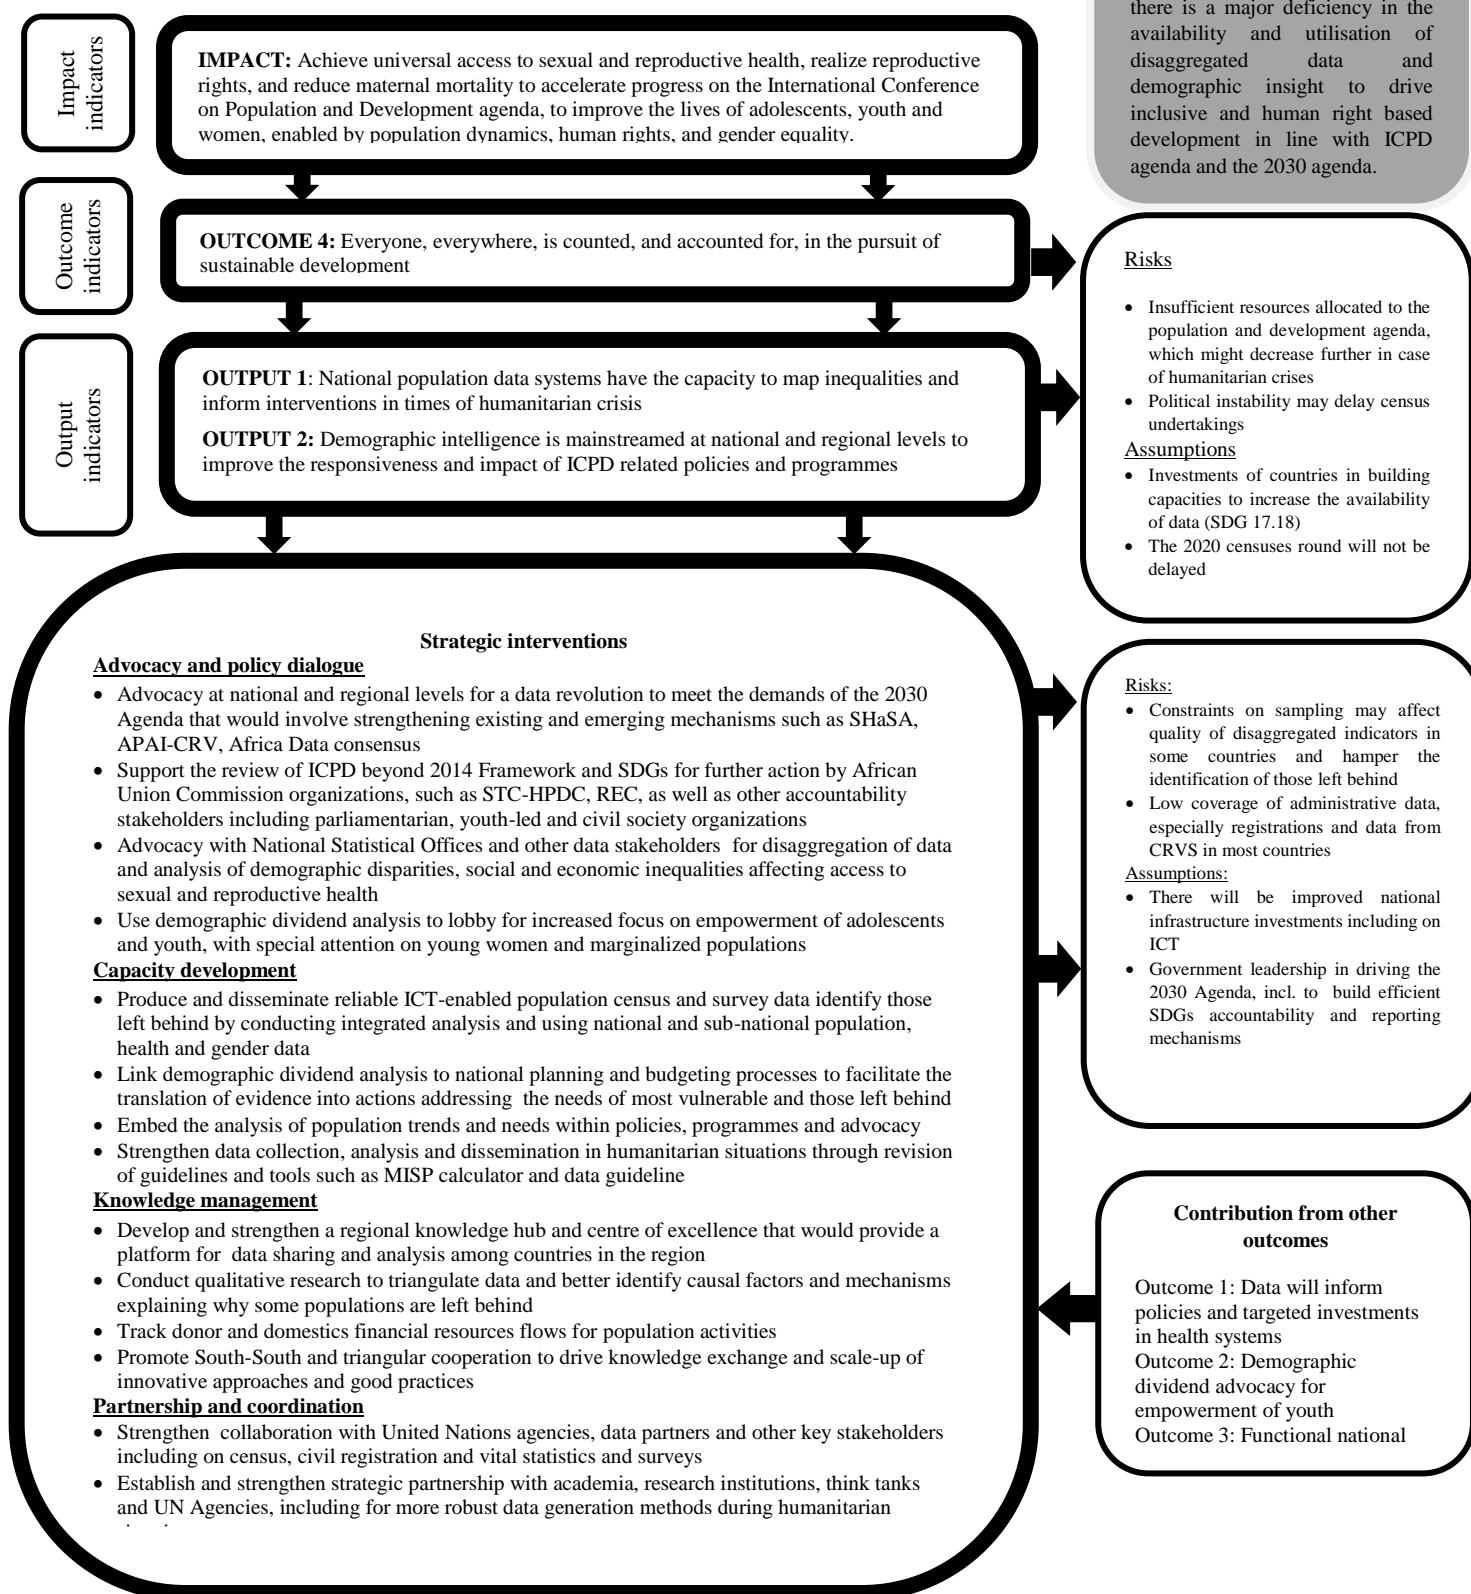 Impact
indicators
IMPACT: Achieve universal access to sexual and reproductive health, realize reproductive
rights, and reduce maternal mortality to accelerate progress on the International Conference
on Population and Development agenda, to improve the lives of adolescents, youth and
women, enabled by population dynamics, human rights, and gender equality.
there is a major deficiency in the
availability and utilisation of
disaggregated data and
demographic insight to drive
inclusive and human right based
development in line with ICPD
agenda and the 2030 agenda.
Outcome
indicators
OUTCOME 4: Everyone, everywhere, is counted, and accounted for, in the pursuit of
sustainable development
Output
indicators
OUTPUT 1: National population data systems have the capacity to map inequalities and
inform interventions in times of humanitarian crisis
OUTPUT 2: Demographic intelligence is mainstreamed at national and regional levels to
improve the responsiveness and impact of ICPD related policies and programmes
Risks
• Insufficient resources allocated to the
population and development agenda,
which might decrease further in case
of humanitarian crises
• Political instability may delay census
undertakings
Assumptions
• Investments of countries in building
capacities to increase the availability
of data (SDG 17.18)
• The 2020 censuses round will not be
delayed
Strategic interventions
Advocacy and policy dialogue
• Advocacy at national and regional levels for a data revolution to meet the demands of the 2030
Agenda that would involve strengthening existing and emerging mechanisms such as SHaSA,
APAI-CRV, Africa Data consensus
• Support the review of ICPD beyond 2014 Framework and SDGs for further action by African
Union Commission organizations, such as STC-HPDC, REC, as well as other accountability
stakeholders including parliamentarian, youth-led and civil society organizations
• Advocacy with National Statistical Offices and other data stakeholders for disaggregation of data
and analysis of demographic disparities, social and economic inequalities affecting access to
sexual and reproductive health
• Use demographic dividend analysis to lobby for increased focus on empowerment of adolescents
and youth, with special attention on young women and marginalized populations
Capacity development
• Produce and disseminate reliable ICT-enabled population census and survey data identify those
left behind by conducting integrated analysis and using national and sub-national population,
health and gender data
• Link demographic dividend analysis to national planning and budgeting processes to facilitate the
translation of evidence into actions addressing the needs of most vulnerable and those left behind
• Embed the analysis of population trends and needs within policies, programmes and advocacy
• Strengthen data collection, analysis and dissemination in humanitarian situations through revision
of guidelines and tools such as MISP calculator and data guideline
Knowledge management
• Develop and strengthen a regional knowledge hub and centre of excellence that would provide a
platform for data sharing and analysis among countries in the region
• Conduct qualitative research to triangulate data and better identify causal factors and mechanisms
explaining why some populations are left behind
• Track donor and domestics financial resources flows for population activities
• Promote South-South and triangular cooperation to drive knowledge exchange and scale-up of
innovative approaches and good practices
Partnership and coordination
• Strengthen collaboration with United Nations agencies, data partners and other key stakeholders
including on census, civil registration and vital statistics and surveys
• Establish and strengthen strategic partnership with academia, research institutions, think tanks
and UN Agencies, including for more robust data generation methods during humanitarian
Risks:
• Constraints on sampling may affect
quality of disaggregated indicators in
some countries and hamper the
identification of those left behind
• Low coverage of administrative data,
especially registrations and data from
CRVS in most countries
Assumptions:
• There will be improved national
infrastructure investments including on
ICT
• Government leadership in driving the
2030 Agenda, incl. to build efficient
SDGs accountability and reporting
mechanisms
Contribution from other
outcomes
Outcome 1: Data will inform
policies and targeted investments
in health systems
Outcome 2: Demographic
dividend advocacy for
empowerment of youth
Outcome 3: Functional national